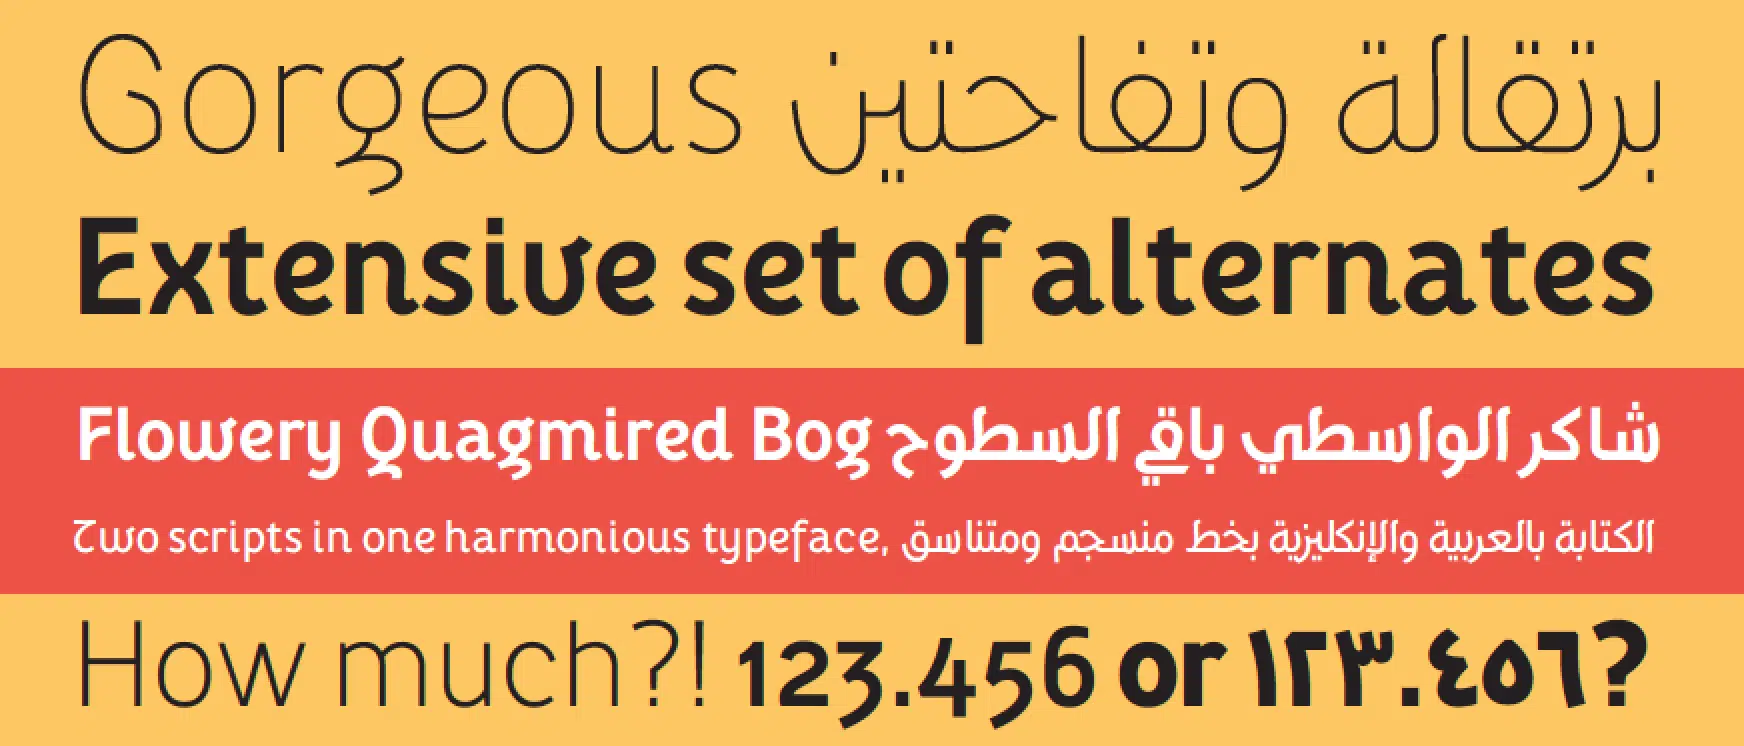 Gorgeous برتقالة وتفاحتين
Extensive set of alternates
Flowery Quagmired Bog شاكر الواسطي باقي السطوح
Two scripts in one harmonious typeface, الكتابة بالعربية والإنكليزية بخط منسجم ومتناسق
How much?! 123.456 or ١٢٣.٤٥٦?